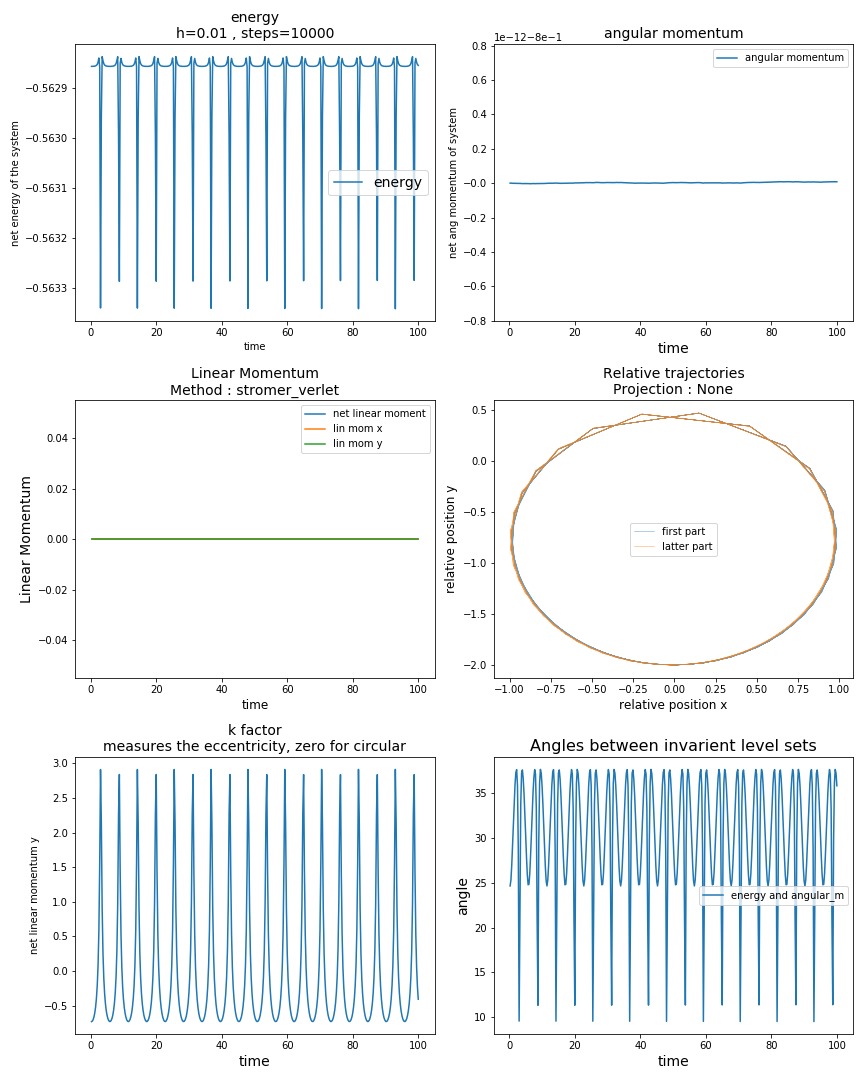 energy
h=0.01 , steps=10000
net energy of the system
−0.5629
−0.5630
−0.5631
−0.5632
−0.5633
energy
0 20 40 60 80 100
time
angular momentum
1e−12−8e−1
net ang momentum of system
0.8
0.6
0.4
0.2
−0.0
−0.2
−0.4
−0.6
−0.8
angular momentum
0 20 40 60 80 100
time
Linear Momentum
Method : stromer_verlet
Linear Momentum
0.04
0.02
0.00
−0.02
−0.04
net linear moment
lin mom x
lin mom y
0 20 40 60 80 100
time
Relative trajectories
Projection : None
relative position y
0.5
0.0
−0.5
−1.0
−1.5
−2.0
first part
latter part
−1.00 −0.75 −0.50 −0.25 0.00 0.25 0.50 0.75 1.00
relative position x
k factor
measures the eccentricity, zero for circular
net linear momentum y
3.0
2.5
2.0
1.5
1.0
0.5
0.0
−0.5
0 20 40 60 80 100
time
Angles between invarient level sets
angle
35
30
25
20
15
10
energy and angular_m
0 20 40 60 80 100
time